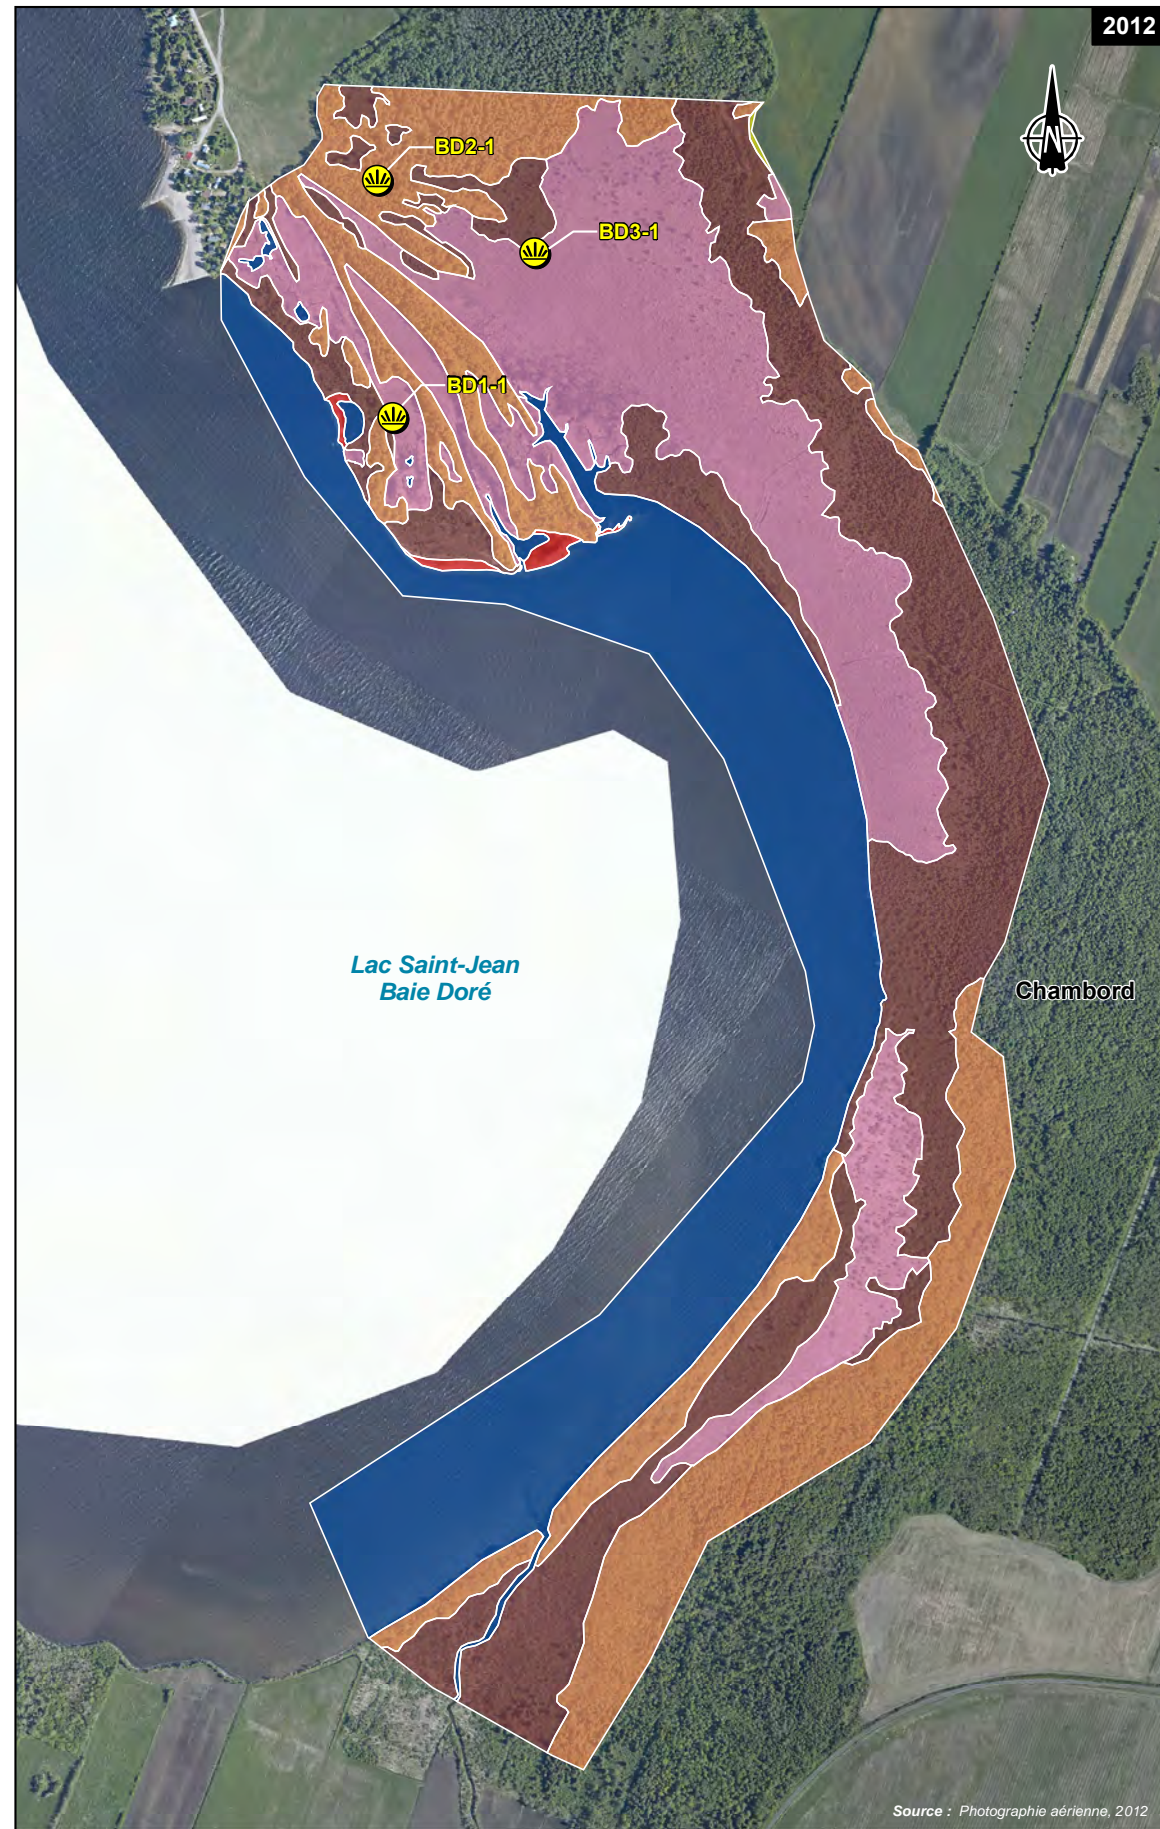 2012
N
BD2-1
BD3-1
BD1-1
Lac Saint-Jean
Baie Doré
Chambord
Source : Photographie aérienne, 2012